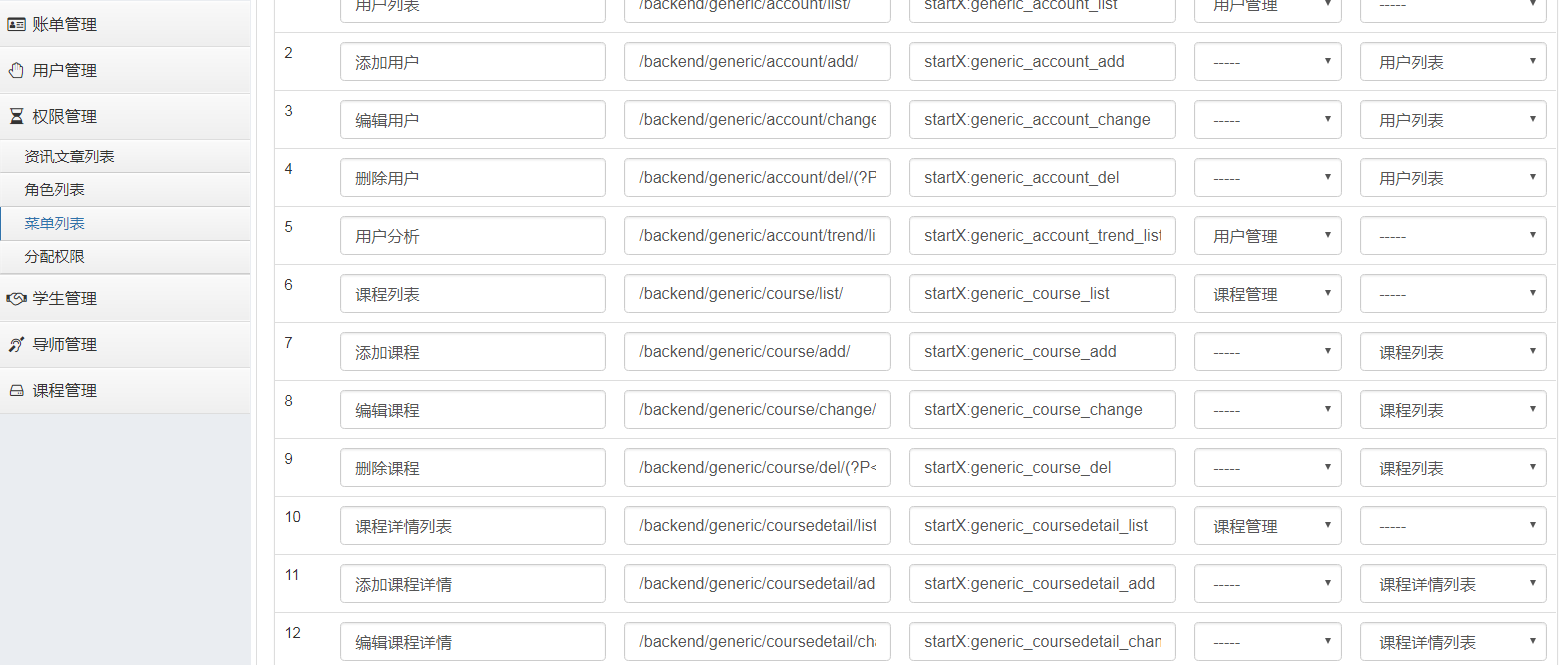 账单管理
用户管理
权限管理
资讯文章列表
角色列表
菜单列表
分配权限
学生管理
导师管理
课程管理
用户列表 /backend/generic/account/list/ startX:generic_account_list 用户管理 -----
2 添加用户 /backend/generic/account/add/ startX:generic_account_add ----- 用户列表
3 编辑用户 /backend/generic/account/change startX:generic_account_change ----- 用户列表
4 删除用户 /backend/generic/account/del/(?P startX:generic_account_del ----- 用户列表
5 用户分析 /backend/generic/account/trend/li startX:generic_account_trend_list 用户管理 -----
6 课程列表 /backend/generic/course/list/ startX:generic_course_list 课程管理 -----
7 添加课程 /backend/generic/course/add/ startX:generic_course_add ----- 课程列表
8 编辑课程 /backend/generic/course/change/ startX:generic_course_change ----- 课程列表
9 删除课程 /backend/generic/course/del/(?P< startX:generic_course_del ----- 课程列表
10 课程详情列表 /backend/generic/coursedetail/list startX:generic_coursedetail_list 课程管理 -----
11 添加课程详情 /backend/generic/coursedetail/ad startX:generic_coursedetail_add ----- 课程详情列表
12 编辑课程详情 /backend/generic/coursedetail/cha startX:generic_coursedetail_chan ----- 课程详情列表